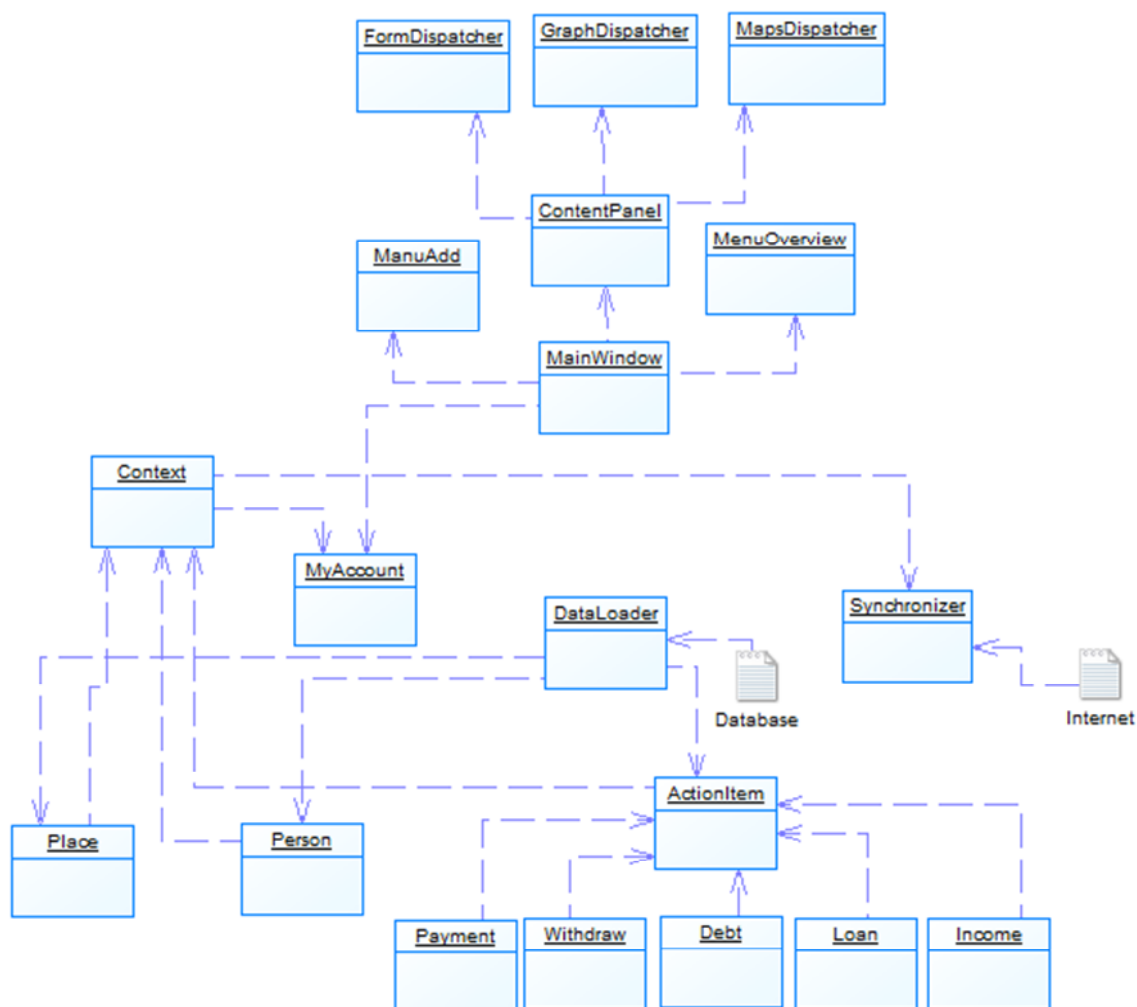 FormDispatcher
GraphDispatcher
MapsDispatcher
ContentPanel
MenuOverview
ManuAdd
MainWindow
Context
MyAccount
DataLoader
Synchronizer
Database
Internet
ActionItem
Place
Person
Payment
Withdraw
Debt
Loan
Income